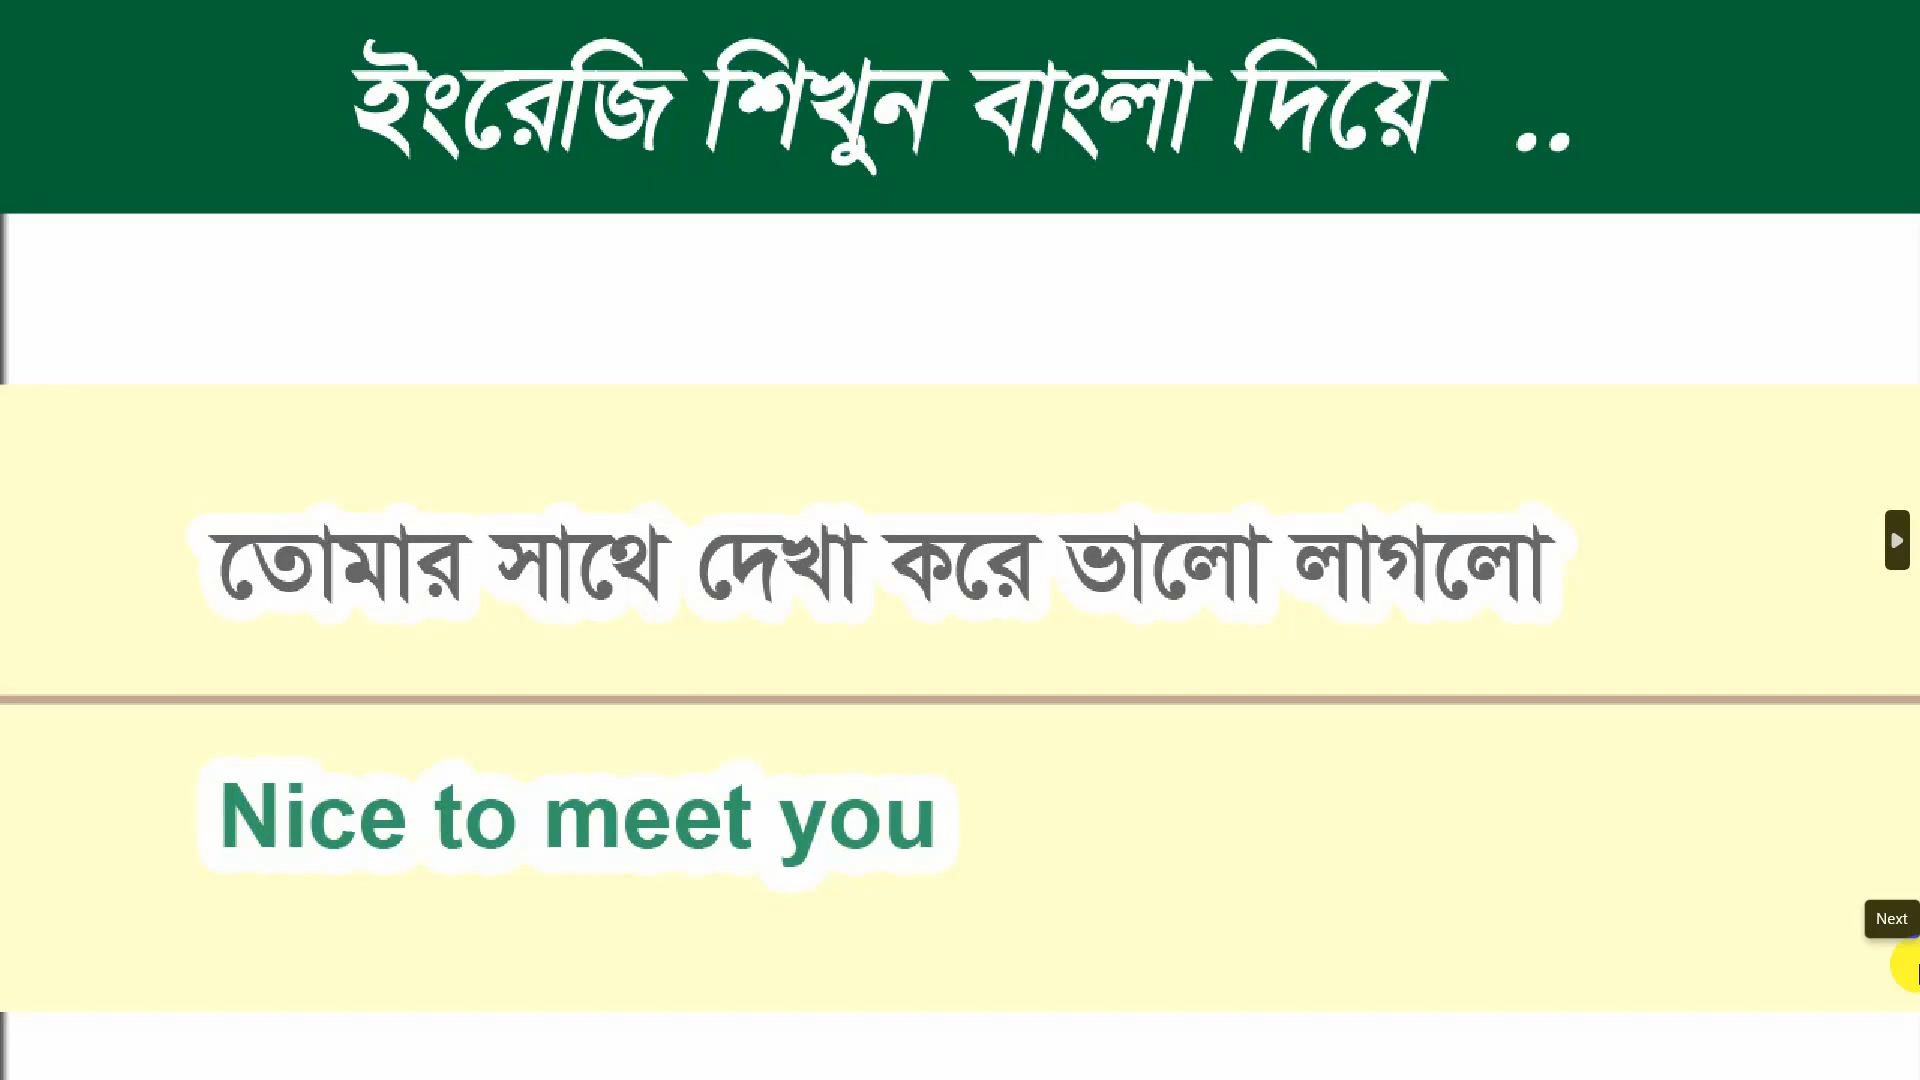 ইংরেজি শিখুন বাংলা দিয়ে ..
তোমার সাথে দেখা করে ভালো লাগলো
Nice to meet you
Next